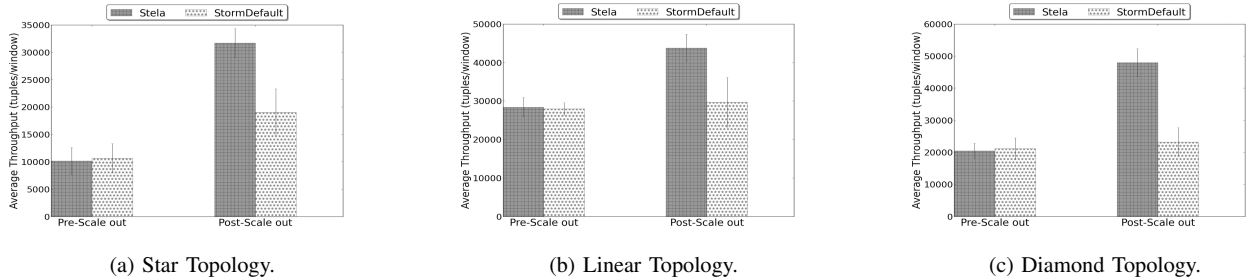 Stela StormDefault
Average Throughput (tuples/window)
35000
30000
25000
20000
15000
10000
5000
0
Pre-Scale out Post-Scale out
(a) Star Topology.
Stela StormDefault
Average Throughput (tuples/window)
50000
40000
30000
20000
10000
0
Pre-Scale out Post-Scale out
(b) Linear Topology.
Stela StormDefault
Average Throughput (tuples/window)
60000
50000
40000
30000
20000
10000
0
Pre-Scale out Post-Scale out
(c) Diamond Topology.